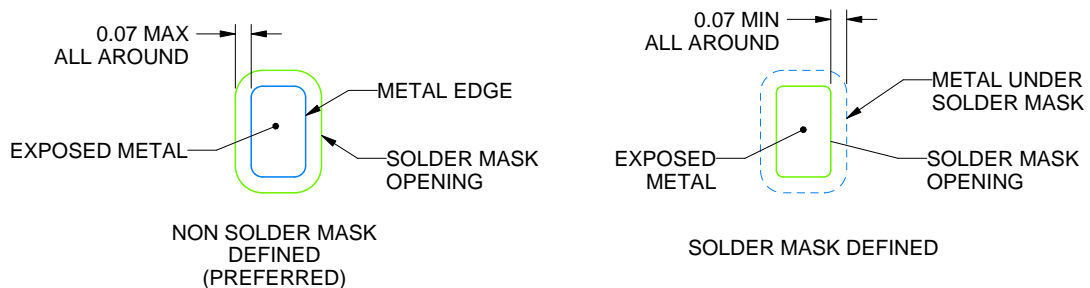 0.07 MAX
ALL AROUND
METAL EDGE
EXPOSED METAL
SOLDER MASK
OPENING
NON SOLDER MASK
DEFINED
(PREFERRED)
0.07 MIN
ALL AROUND
METAL UNDER
SOLDER MASK
EXPOSED
METAL
SOLDER MASK
OPENING
SOLDER MASK DEFINED